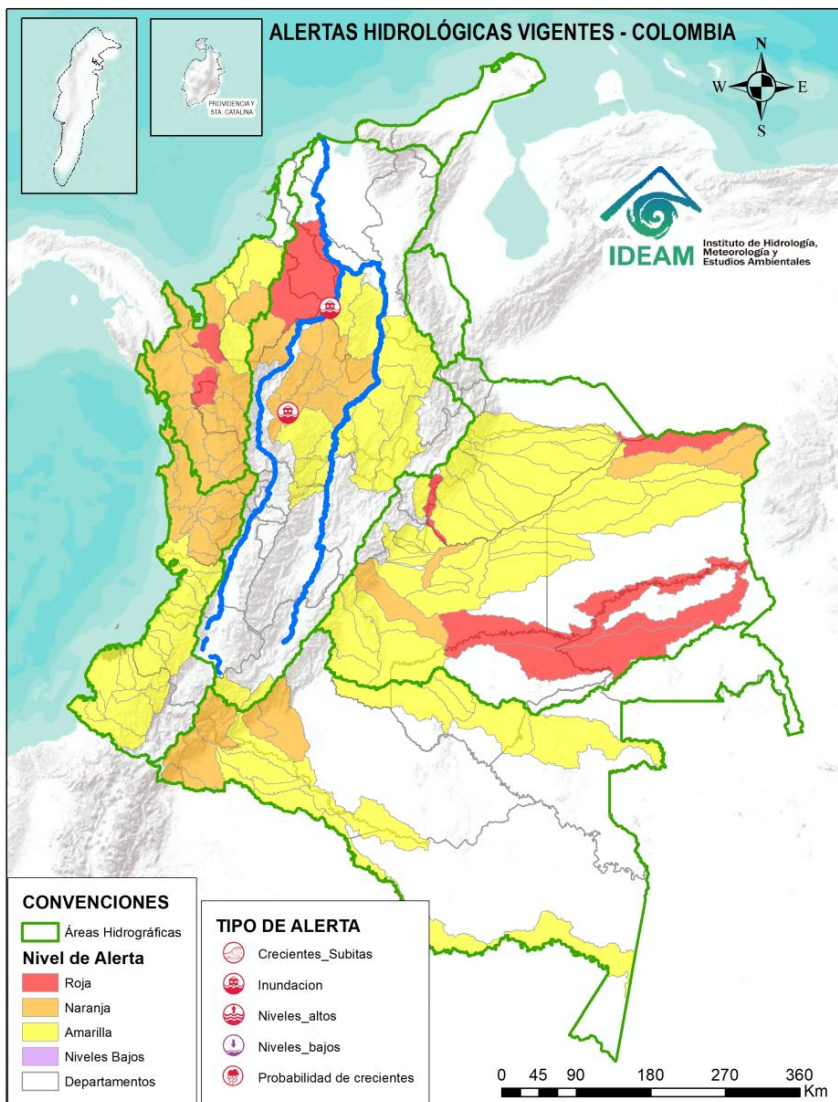 ALERTAS HIDROLÓGICAS VIGENTES - COLOMBIA
PROVIDENCIA Y
STA. CATALINA
N
W
E
S
IDEAM
Instituto de Hidrología,
Meteorología y
Estudios Ambientales
CONVENCIONES
Áreas Hidrográficas
Nivel de Alerta
Roja
Naranja
Amarilla
Niveles Bajos
Departamentos
TIPO DE ALERTA
Crecientes_Subitas
Inundacion
Niveles_altos
Niveles_bajos
Probabilidad de crecientes
0 45 90 180 270 360
Km